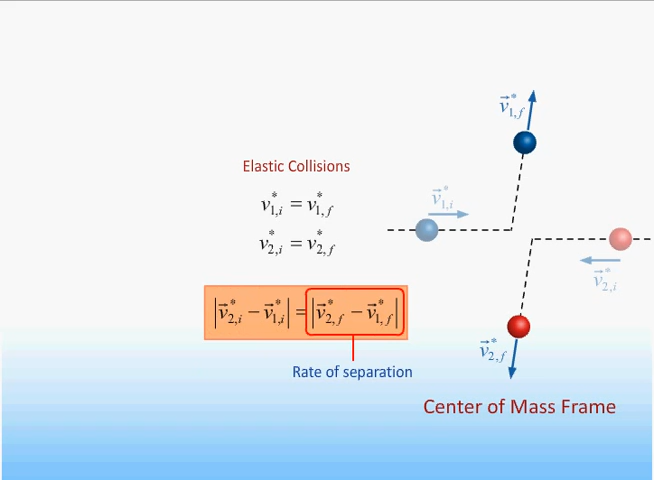 Elastic Collisions
v*1,i = v*1,f
v*2,i = v*2,f
|v⃗*2,i − v⃗*1,i| = |v⃗*2,f − v⃗*1,f|
Rate of separation
v⃗*1,f
v⃗*1,i
v⃗*2,i
v⃗*2,f
Center of Mass Frame